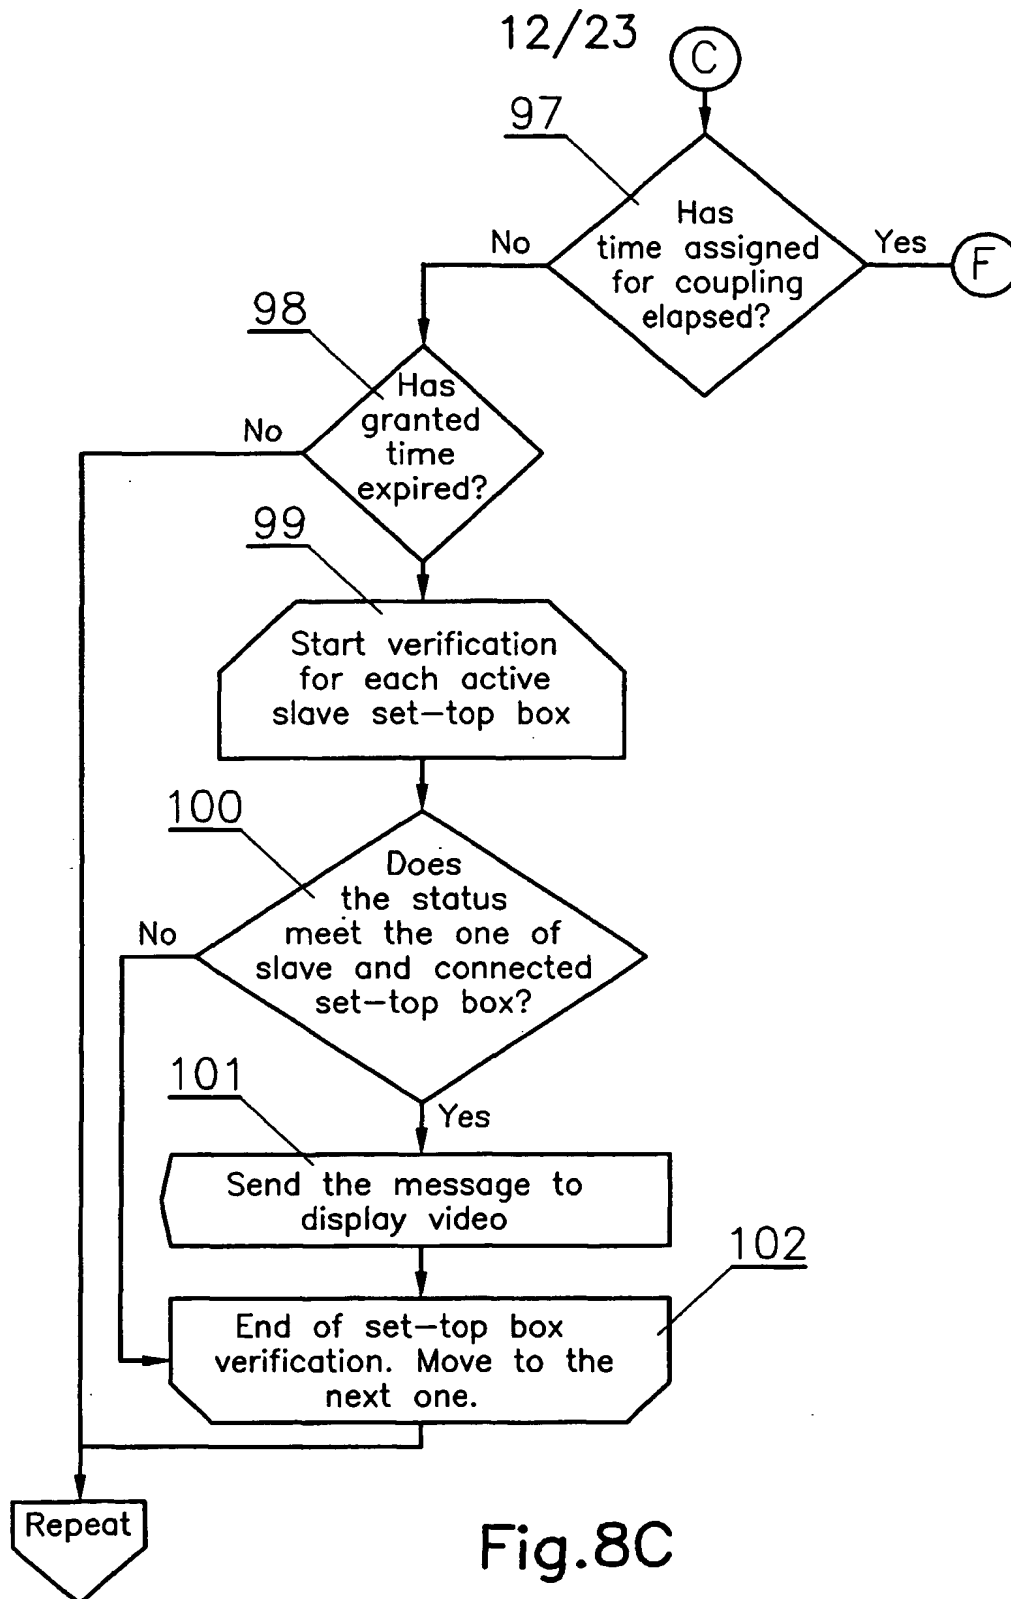 12/23
C
97
Has
time assigned
for coupling
elapsed?
No
Yes
F
98
Has
granted
time
expired?
No
99
Start verification
for each active
slave set-top box
100
Does
the status
meet the one of
slave and connected
set-top box?
No
101
Yes
Send the message to
display video
102
End of set-top box
verification. Move to the
next one.
Repeat
Fig.8C